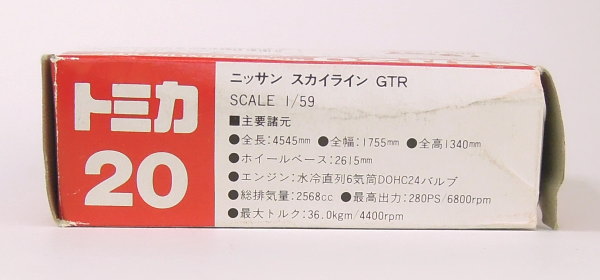 トミカ
20
ニッサン スカイライン GTR
SCALE 1/59
■主要諸元
●全長:4545mm ●全幅:1755mm ●全高1340mm
●ホイールベース:2615mm
●エンジン:水冷直列6気筒DOHC24バルブ
●総排気量:2568cc ●最高出力:280PS/6800rpm
●最大トルク:36.0kgm/4400rpm